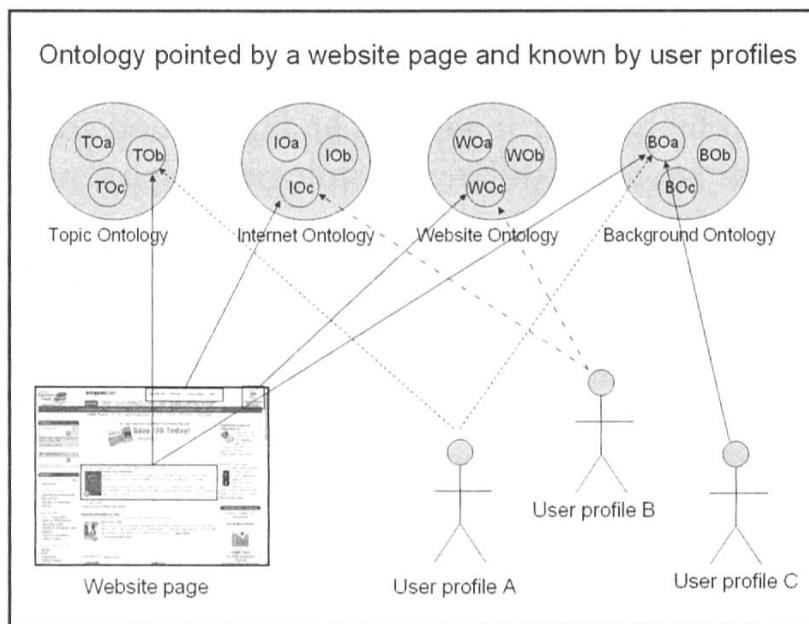 Ontology pointed by a website page and known by user profiles
TOa
TOb
TOc
IOa
IOb
IOc
WOa
WOb
WOc
BOa
BOb
BOc
Topic Ontology
Internet Ontology
Website Ontology
Background Ontology
amazon.com
Save $30 Today!
Website page
User profile A
User profile B
User profile C